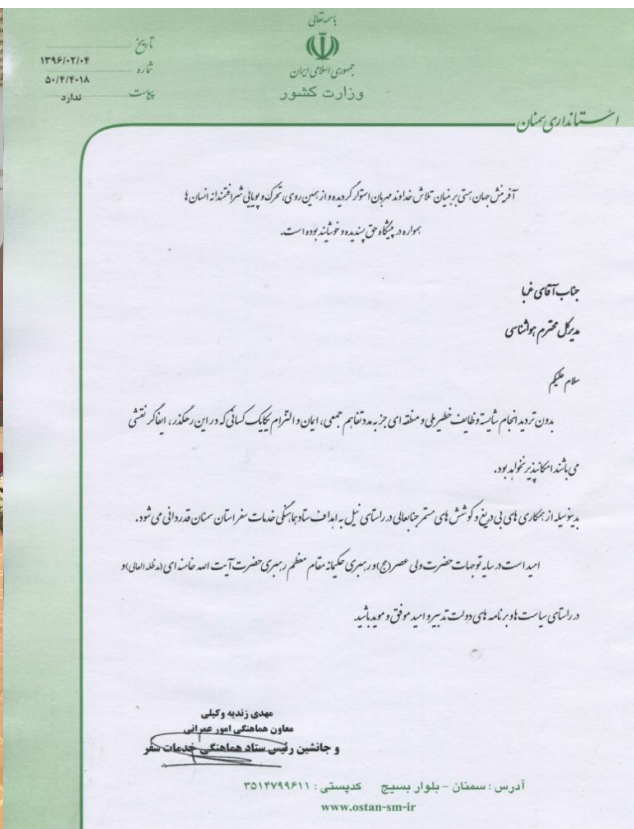 باسمه تعالی
جمهوری اسلامی ایران
وزارت کشور
تاریخ ۱۳۹۶/۰۲/۰۴
شماره ۵۰/۴/۴۰۱۸
پیوست ندارد
استانداری سمنان
آفرینش جهان هستی بر بنیان تلاش خداوند مهربان استوار گردیده و از همین روی، تحرک و پویایی شرافتمندانه انسان ها
همواره در پیشگاه حق پسندیده و خوشایند بوده است.
جناب آقای غربا
مدیرکل محترم هواشناسی
سلام علیکم
بدون تردید انجام شایسته وظایف خطیر ملی و منطقه ای جز به مدد تفاهم جمعی، ایمان و التزام یکایک کسانی که در این رهگذر، ایفاگر نقشی
می باشند امکانپذیر نخواهد بود.
بدینوسیله از همکاری های بی دریغ و کوشش های مستمر جنابعالی در راستای نیل به اهداف ستاد هماهنگی خدمات سفر استان سمنان قدردانی می شود.
امید است در سایه توجهات حضرت ولی عصر (عج) و رهبری حکیمانه مقام معظم رهبری حضرت آیت الله خامنه ای (مدظله العالی) و
در راستای سیاست ها و برنامه های دولت تدبیر و امید موفق و موید باشید.
مهدی زندیه وکیلی
معاون هماهنگی امور عمرانی
و جانشین رئیس ستاد هماهنگی خدمات سفر
آدرس : سمنان - بلوار بسیج کدپستی : ۳۵۱۴۷۹۹۶۱۱
www.ostan-sm-ir